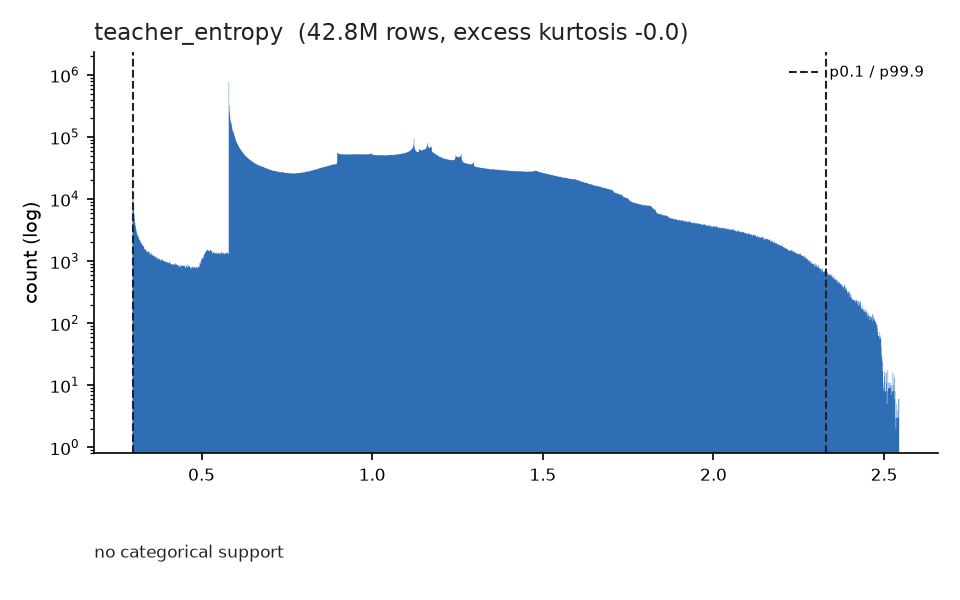 teacher_entropy  (42.8M rows, excess kurtosis -0.0)
p0.1 / p99.9
count (log)
10^6
10^5
10^4
10^3
10^2
10^1
10^0
0.5 1.0 1.5 2.0 2.5
no categorical support